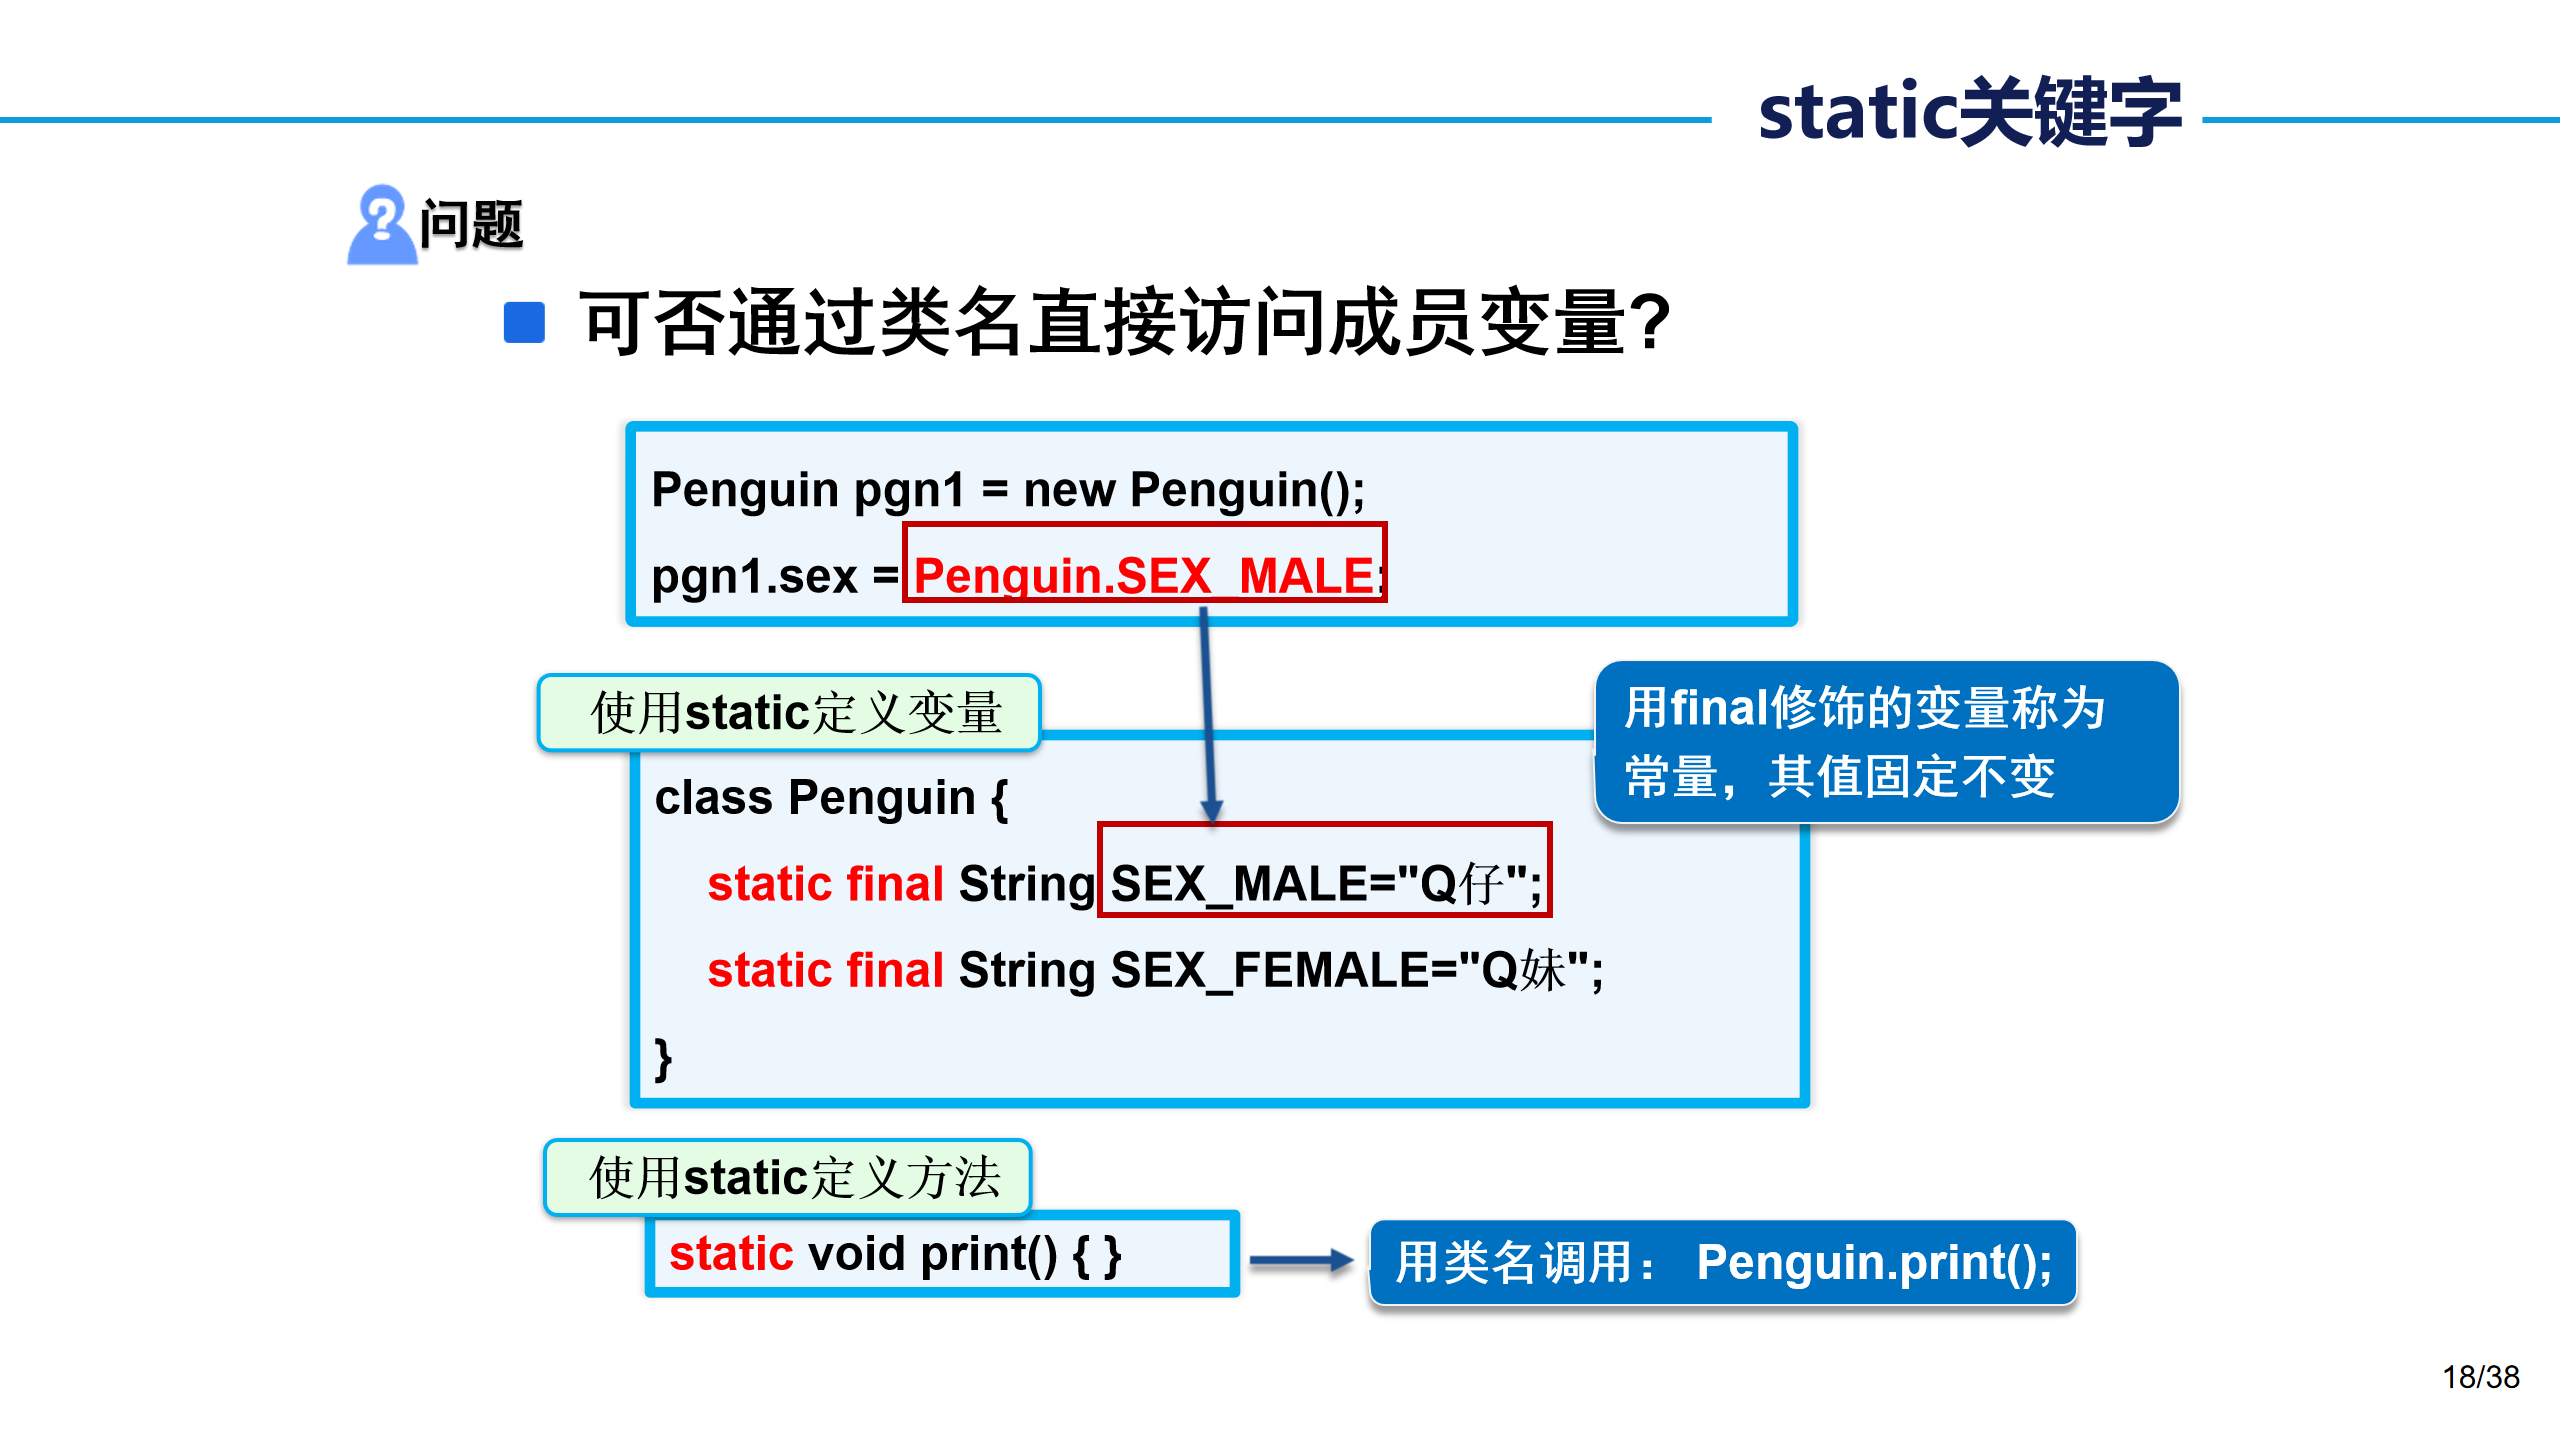 static关键字
问题
可否通过类名直接访问成员变量?
Penguin pgn1 = new Penguin();
pgn1.sex = Penguin.SEX_MALE;
使用static定义变量
用final修饰的变量称为
常量，其值固定不变
class Penguin {
static final String SEX_MALE="Q仔";
static final String SEX_FEMALE="Q妹";
}
使用static定义方法
static void print() { }
用类名调用： Penguin.print();
18/38